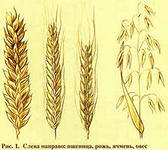 Рис. 1. Слева направо: пшеница, рожь, ячмень, овес